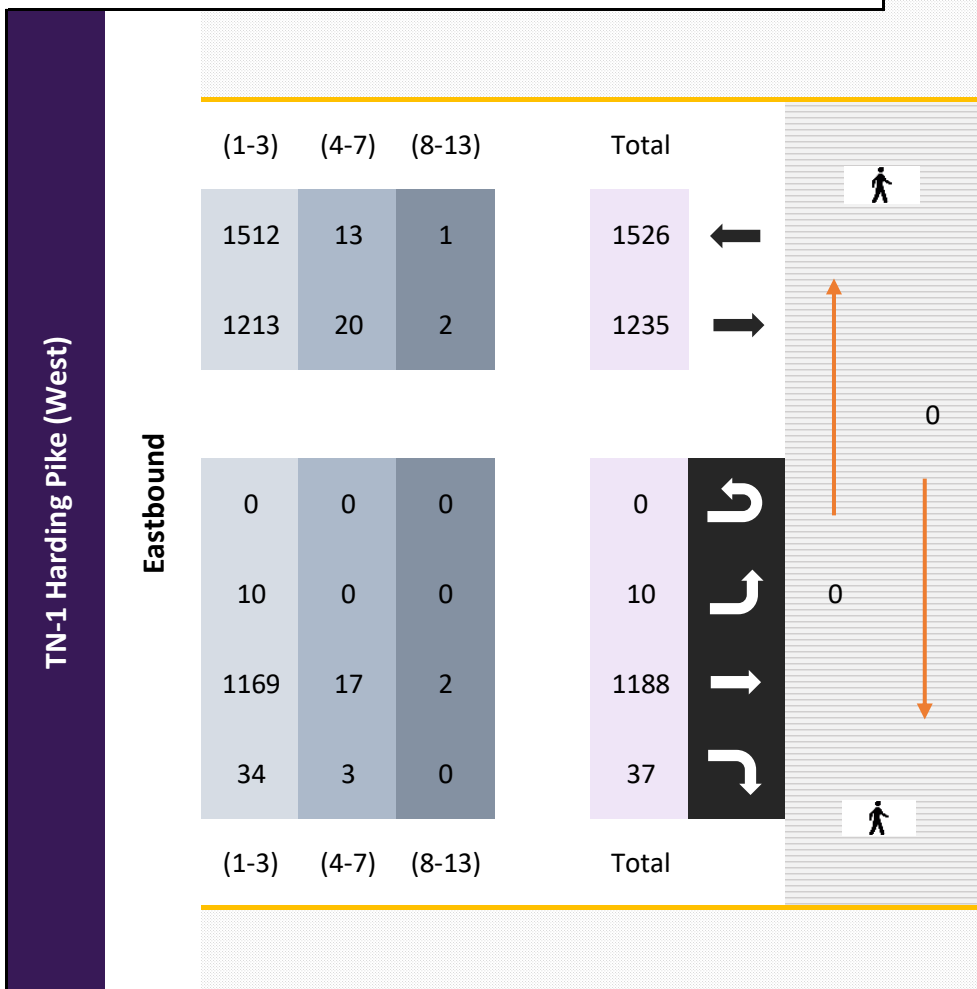 TN-1 Harding Pike (West)
Eastbound
(1-3) (4-7) (8-13) Total
1512 13 1 1526
1213 20 2 1235
0
0 0 0 0
10 0 0 10 0
1169 17 2 1188
34 3 0 37
(1-3) (4-7) (8-13) Total